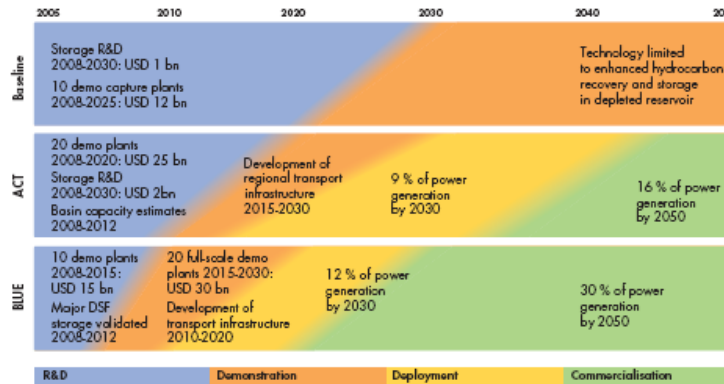 2005 2010 2020 2030 2040 20
Baseline
Storage R&D
2008-2030: USD 1 bn
10 demo capture plants
2008-2025: USD 12 bn
Technology limited
to enhanced hydrocarbon
recovery and storage
in depleted reservoir
ACT
20 demo plants
2008-2020: USD 25 bn
Storage R&D
2008-2030: USD 2bn
Basin capacity estimates
2008-2012
Development of
regional transport
infrastructure
2015-2030
9 % of power
generation
by 2030
16 % of power
generation
by 2050
BLUE
10 demo plants
2008-2015:
USD 15 bn
Major DSF
storage validated
2008-2012
20 full-scale demo
plants 2015-2030:
USD 30 bn
Development of
transport infrastructure
2010-2020
12 % of power
generation
by 2030
30 % of power
generation
by 2050
R&D Demonstration Deployment Commercialisation